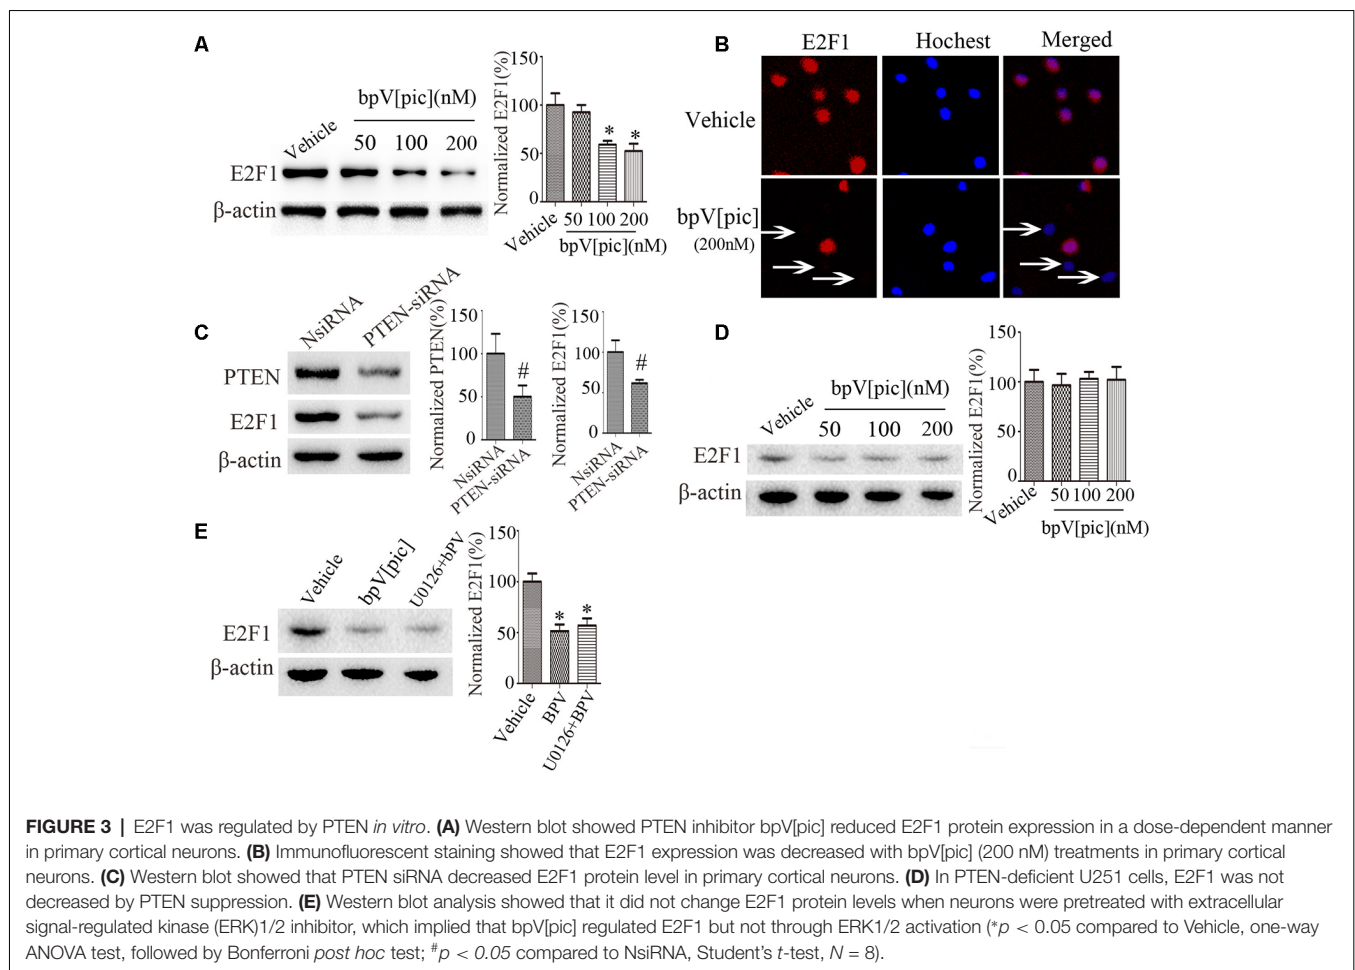 A
bpV[pic](nM)
Vehicle
50 100 200
E2F1
β-actin
Normalized E2F1(%)
150
100
50
0
* *
Vehicle
50 100 200
bpV[pic](nM)
B
E2F1 Hochest Merged
Vehicle
bpV[pic]
(200nM)
C
NsiRNA
PTEN-siRNA
PTEN
E2F1
β-actin
Normalized PTEN(%)
150
100
50
0
#
NsiRNA
PTEN-siRNA
Normalized E2F1(%)
150
100
50
0
#
NsiRNA
PTEN-siRNA
D
bpV[pic](nM)
Vehicle
50 100 200
E2F1
β-actin
Normalized E2F1(%)
150
100
50
0
Vehicle
50 100 200
bpV[pic](nM)
E
Vehicle
bpV[pic]
U0126+bPV
E2F1
β-actin
Normalized E2F1(%)
150
100
50
0
* *
Vehicle
BPV
U0126+BPV
FIGURE 3 | E2F1 was regulated by PTEN in vitro. (A) Western blot showed PTEN inhibitor bpV[pic] reduced E2F1 protein expression in a dose-dependent manner
in primary cortical neurons. (B) Immunofluorescent staining showed that E2F1 expression was decreased with bpV[pic] (200 nM) treatments in primary cortical
neurons. (C) Western blot showed that PTEN siRNA decreased E2F1 protein level in primary cortical neurons. (D) In PTEN-deficient U251 cells, E2F1 was not
decreased by PTEN suppression. (E) Western blot analysis showed that it did not change E2F1 protein levels when neurons were pretreated with extracellular
signal-regulated kinase (ERK)1/2 inhibitor, which implied that bpV[pic] regulated E2F1 but not through ERK1/2 activation (*p < 0.05 compared to Vehicle, one-way
ANOVA test, followed by Bonferroni post hoc test; #p < 0.05 compared to NsiRNA, Student's t-test, N = 8).